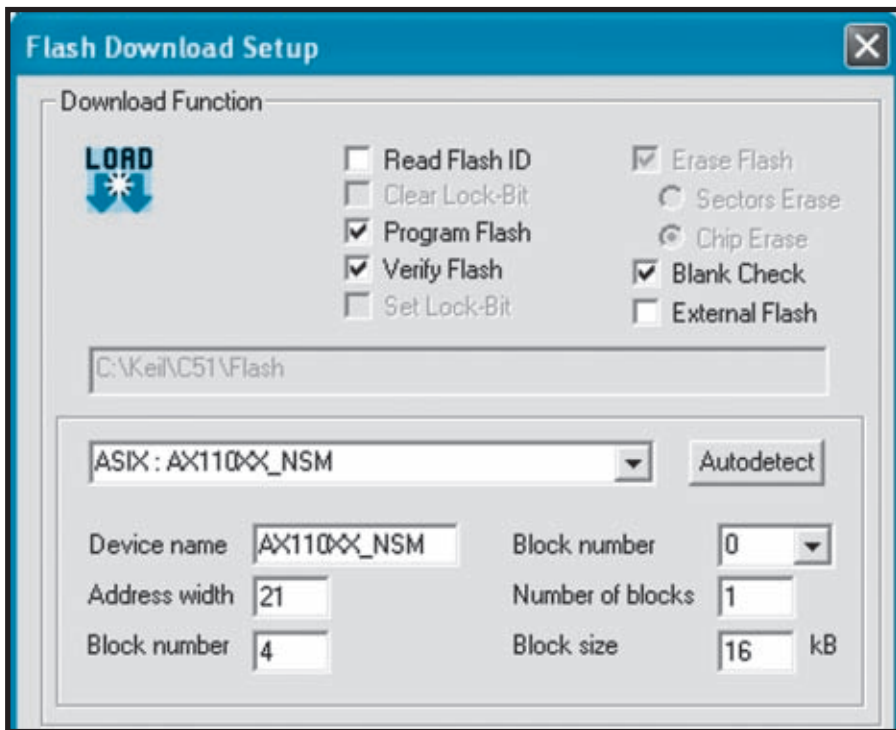 Flash Download Setup
Download Function
LOAD
Read Flash ID
Clear Lock-Bit
Program Flash
Verify Flash
Set Lock-Bit
Erase Flash
Sectors Erase
Chip Erase
Blank Check
External Flash
C:\Keil\C51\Flash
ASIX : AX110XX_NSM
Autodetect
Device name AX110XX_NSM
Address width 21
Block number 4
Block number 0
Number of blocks 1
Block size 16 kB